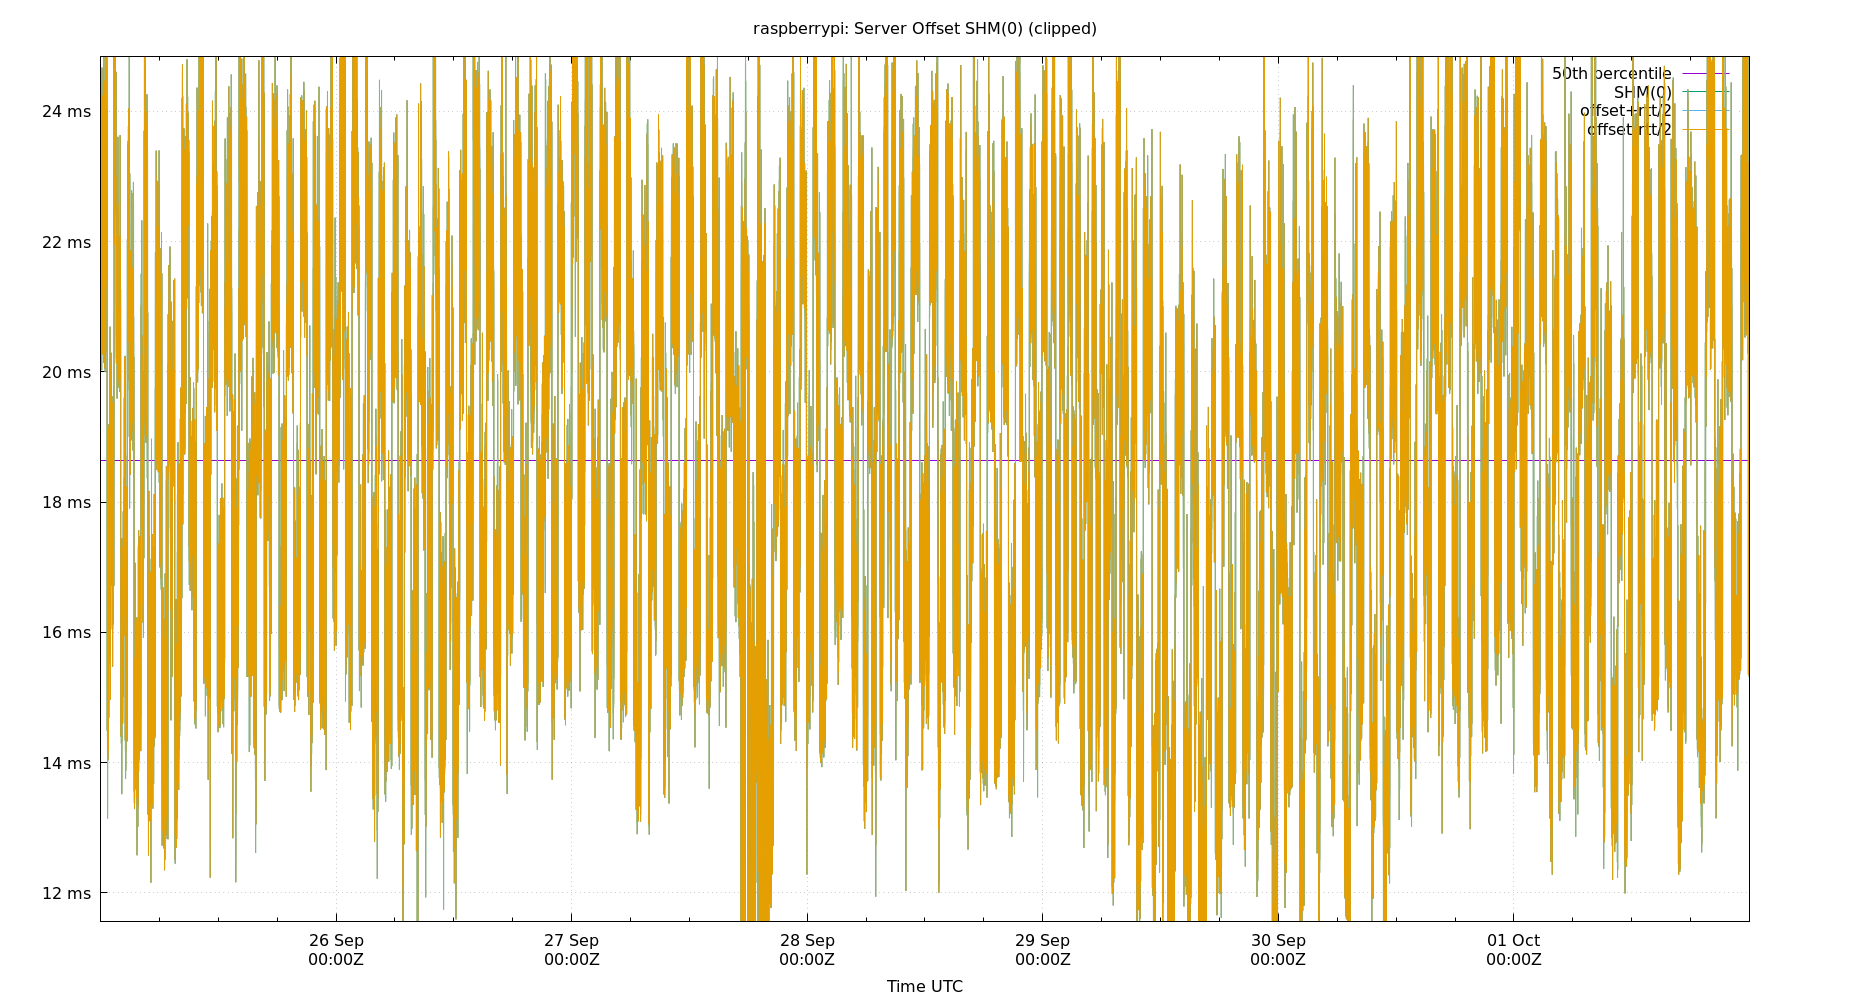 raspberrypi: Server Offset SHM(0) (clipped)
50th percentile
SHM(0)
offset+rtt/2
offset-rtt/2
24 ms
22 ms
20 ms
18 ms
16 ms
14 ms
12 ms
26 Sep 27 Sep 28 Sep 29 Sep 30 Sep 01 Oct
00:00Z 00:00Z 00:00Z 00:00Z 00:00Z 00:00Z
Time UTC